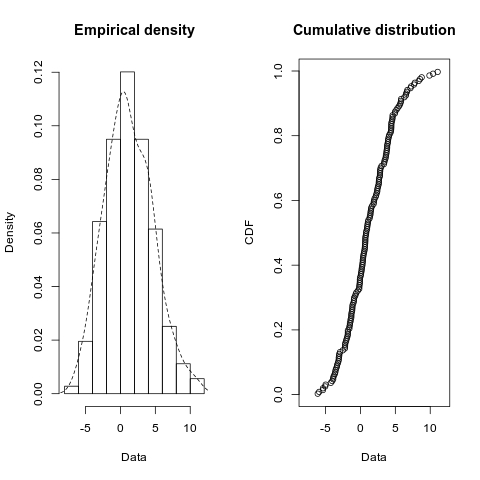 Empirical density
Density
0.00 0.02 0.04 0.06 0.08 0.10 0.12
-5 0 5 10
Data
Cumulative distribution
CDF
0.0 0.2 0.4 0.6 0.8 1.0
-5 0 5 10
Data